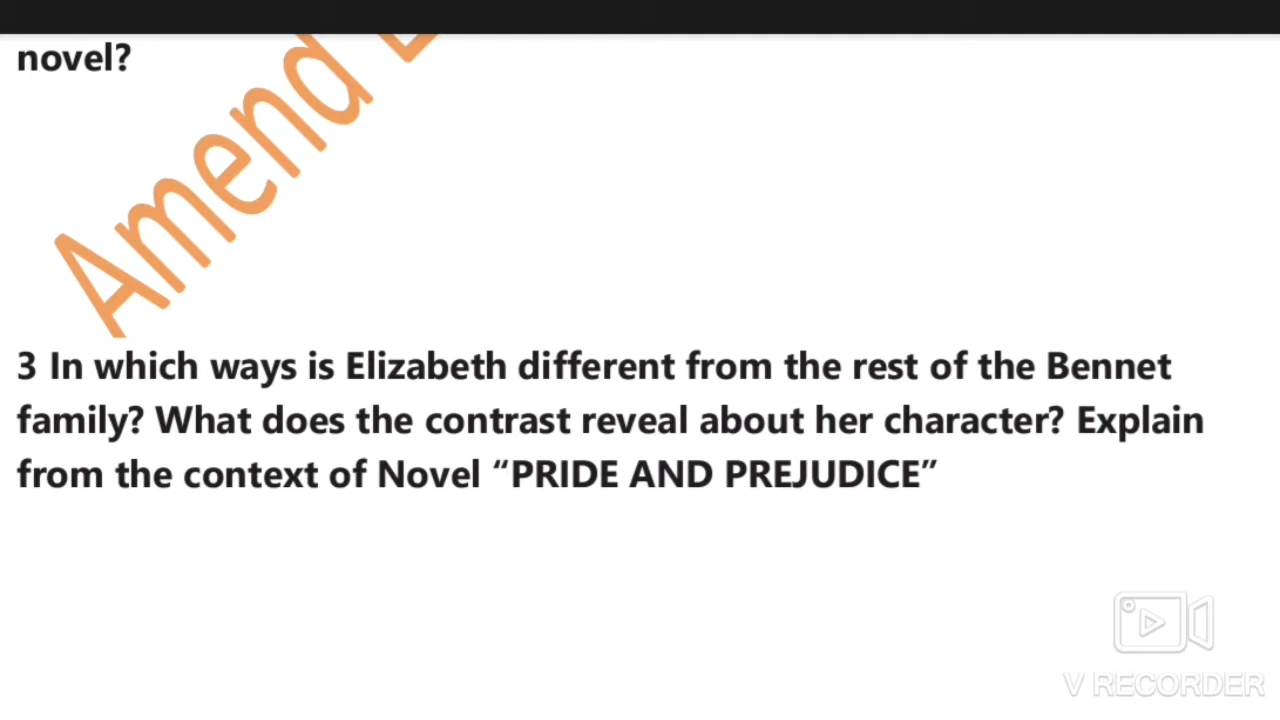 novel?
Amend
3 In which ways is Elizabeth different from the rest of the Bennet
family? What does the contrast reveal about her character? Explain
from the context of Novel “PRIDE AND PREJUDICE”
V RECORDER